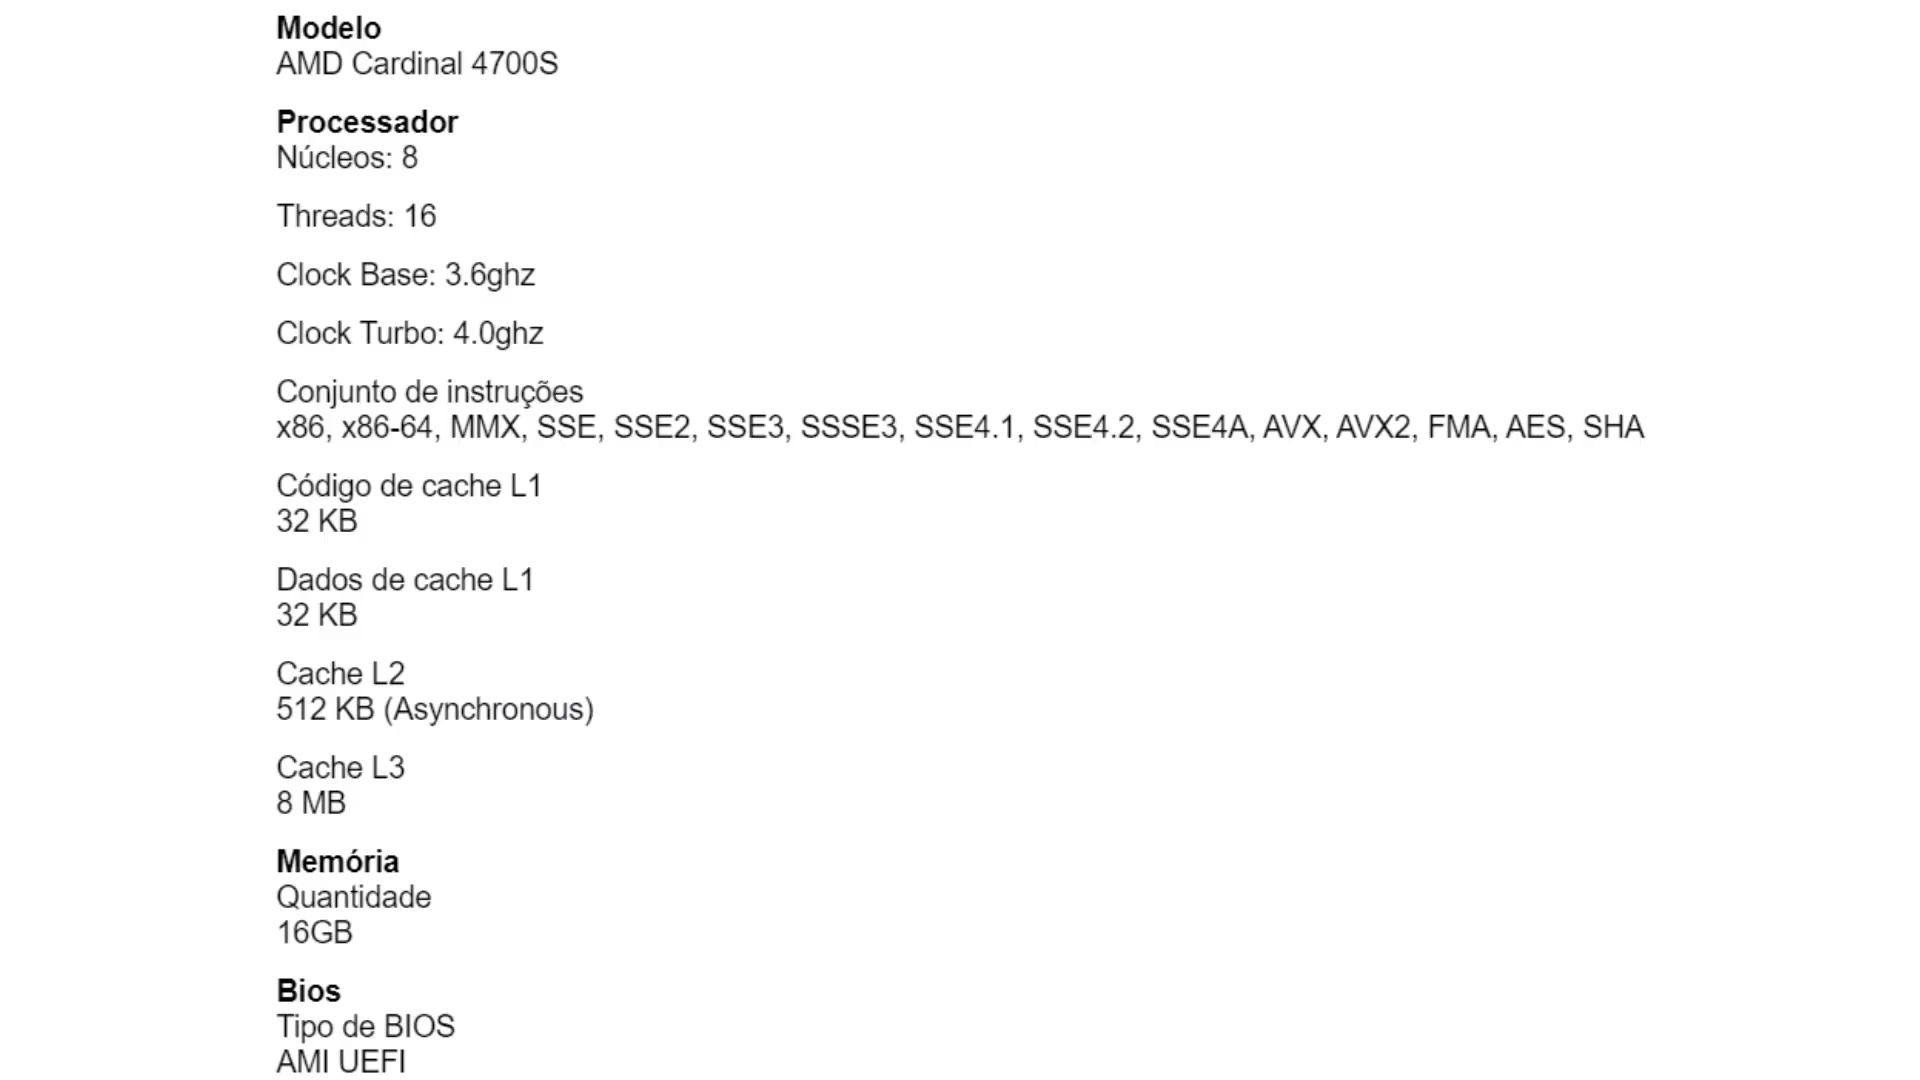 Modelo
AMD Cardinal 4700S
Processador
Núcleos: 8
Threads: 16
Clock Base: 3.6ghz
Clock Turbo: 4.0ghz
Conjunto de instruções
x86, x86-64, MMX, SSE, SSE2, SSE3, SSSE3, SSE4.1, SSE4.2, SSE4A, AVX, AVX2, FMA, AES, SHA
Código de cache L1
32 KB
Dados de cache L1
32 KB
Cache L2
512 KB (Asynchronous)
Cache L3
8 MB
Memória
Quantidade
16GB
Bios
Tipo de BIOS
AMI UEFI